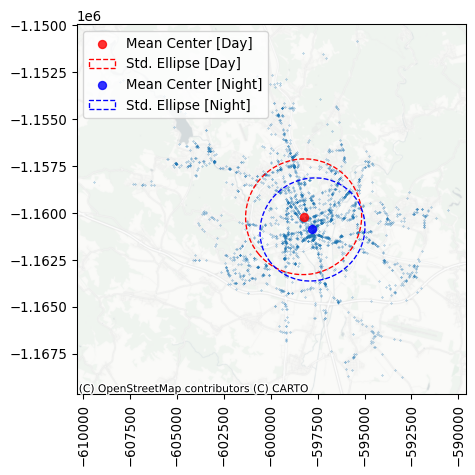 1e6
−1.1500
−1.1525
−1.1550
−1.1575
−1.1600
−1.1625
−1.1650
−1.1675
Mean Center [Day]
Std. Ellipse [Day]
Mean Center [Night]
Std. Ellipse [Night]
(C) OpenStreetMap contributors (C) CARTO
−610000
−607500
−605000
−602500
−600000
−597500
−595000
−592500
−590000